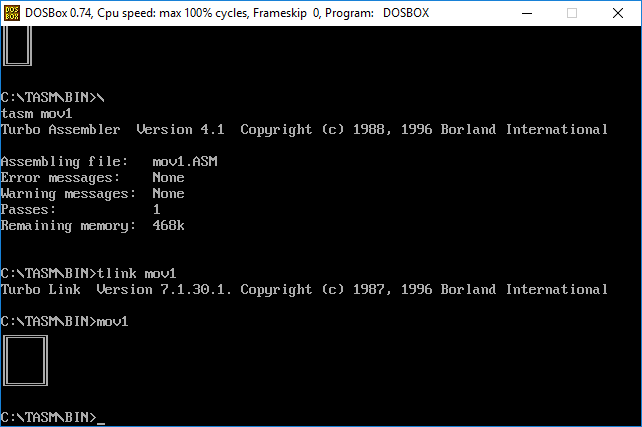 DOSBox 0.74, Cpu speed: max 100% cycles, Frameskip 0, Program: DOSBOX
C:\TASM\BIN>\
tasm mov1
Turbo Assembler  Version 4.1  Copyright (c) 1988, 1996 Borland International
Assembling file:   mov1.ASM
Error messages:    None
Warning messages:  None
Passes:            1
Remaining memory:  468k
C:\TASM\BIN>tlink mov1
Turbo Link  Version 7.1.30.1. Copyright (c) 1987, 1996 Borland International
C:\TASM\BIN>mov1
C:\TASM\BIN>_